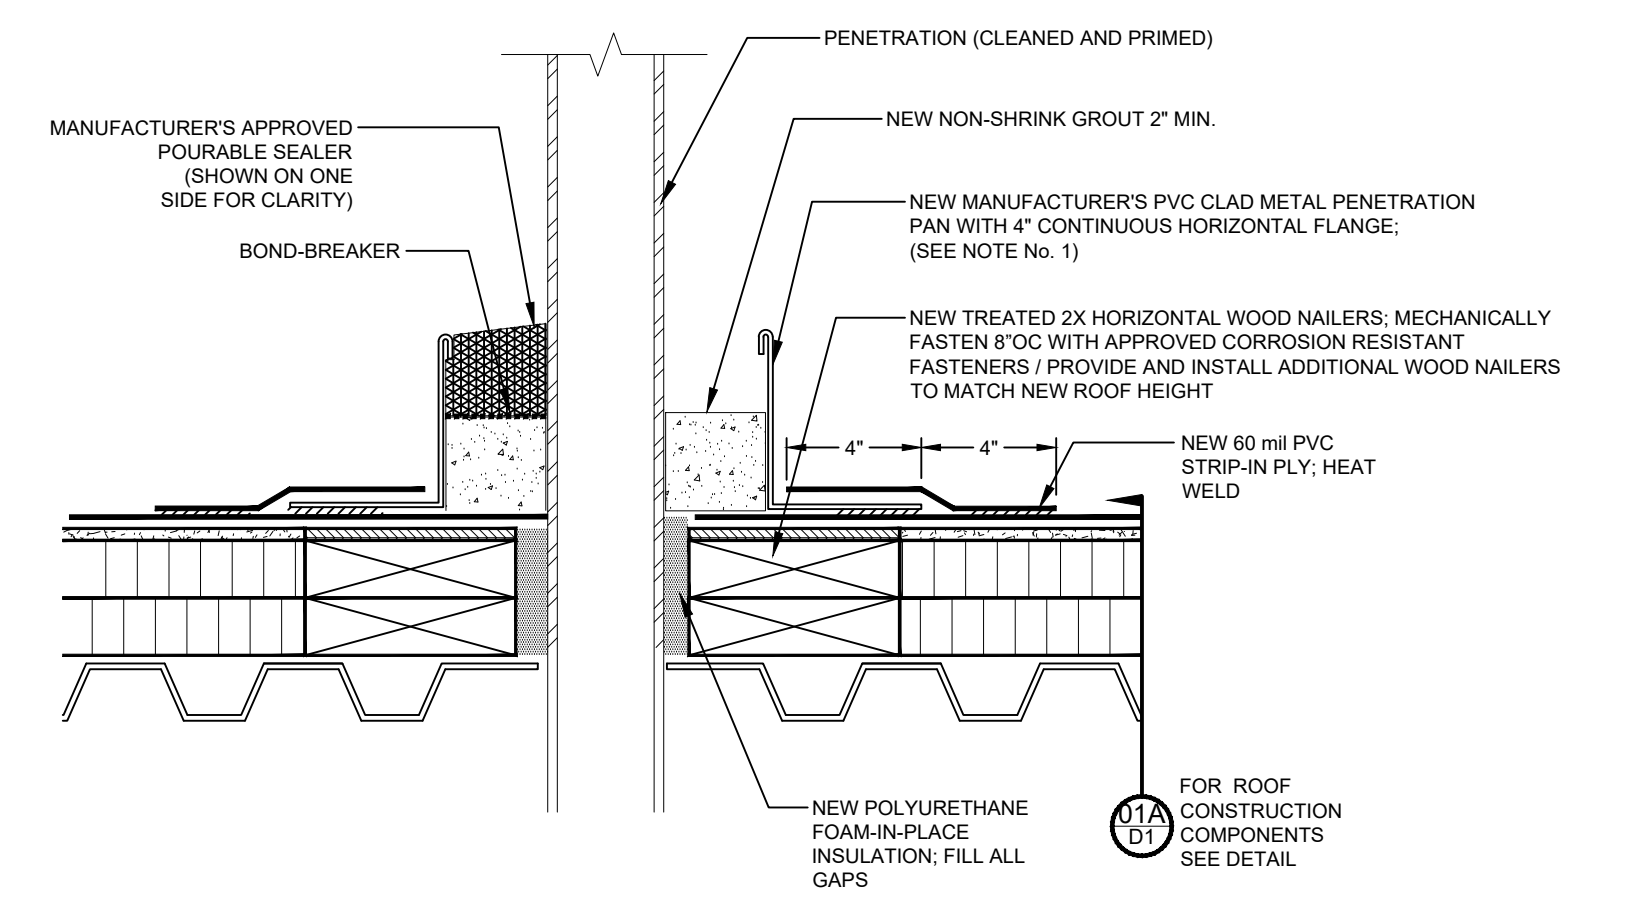 PENETRATION (CLEANED AND PRIMED)
NEW NON-SHRINK GROUT 2" MIN.
MANUFACTURER'S APPROVED
POURABLE SEALER
(SHOWN ON ONE
SIDE FOR CLARITY)
BOND-BREAKER
NEW MANUFACTURER'S PVC CLAD METAL PENETRATION
PAN WITH 4" CONTINUOUS HORIZONTAL FLANGE;
(SEE NOTE No. 1)
NEW TREATED 2X HORIZONTAL WOOD NAILERS; MECHANICALLY
FASTEN 8”OC WITH APPROVED CORROSION RESISTANT
FASTENERS / PROVIDE AND INSTALL ADDITIONAL WOOD NAILERS
TO MATCH NEW ROOF HEIGHT
4"
4"
NEW 60 mil PVC
STRIP-IN PLY; HEAT
WELD
NEW POLYURETHANE
FOAM-IN-PLACE
INSULATION; FILL ALL
GAPS
01A
D1
FOR ROOF
CONSTRUCTION
COMPONENTS
SEE DETAIL